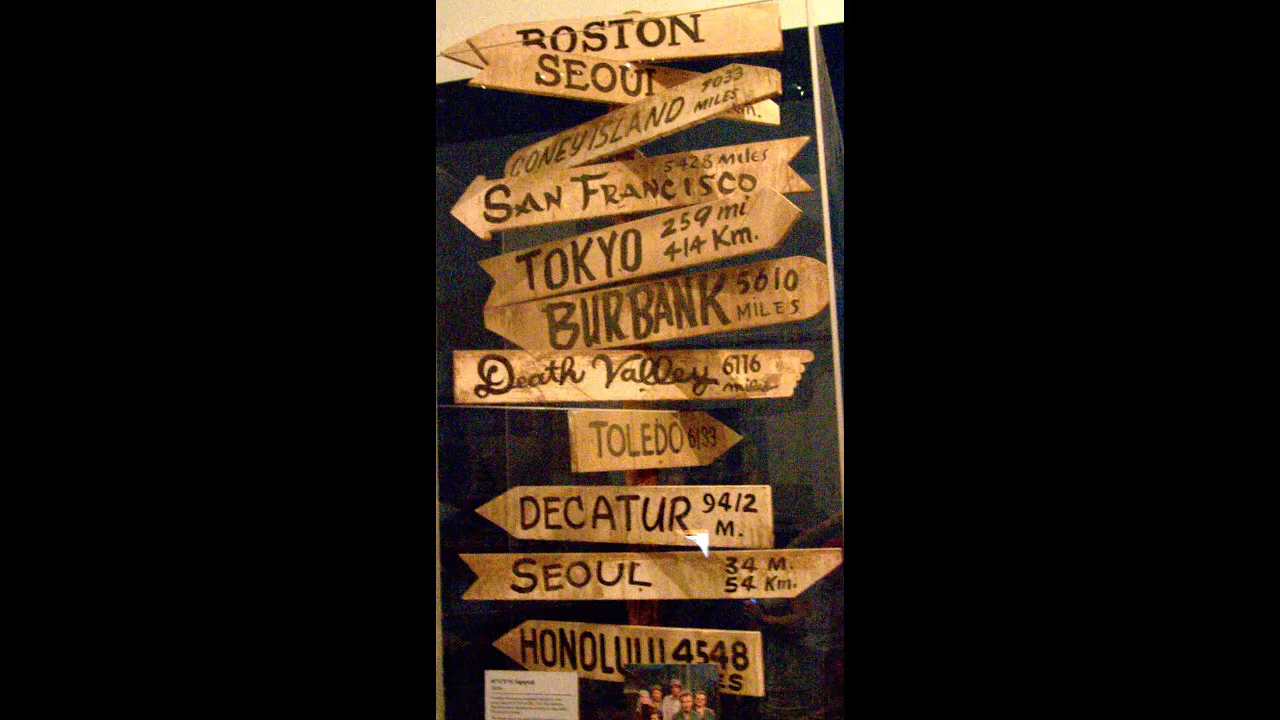 BOSTON
SEOUL
7033
MILES
CONEY ISLAND
5428 Miles
SAN FRANCISCO
TOKYO 259 mi
414 Km.
BURBANK 5610
MILES
Death Valley 6116
miles
TOLEDO 6133
DECATUR 9412
M.
SEOUL 34 M.
54 Km.
HONOLULU 4548